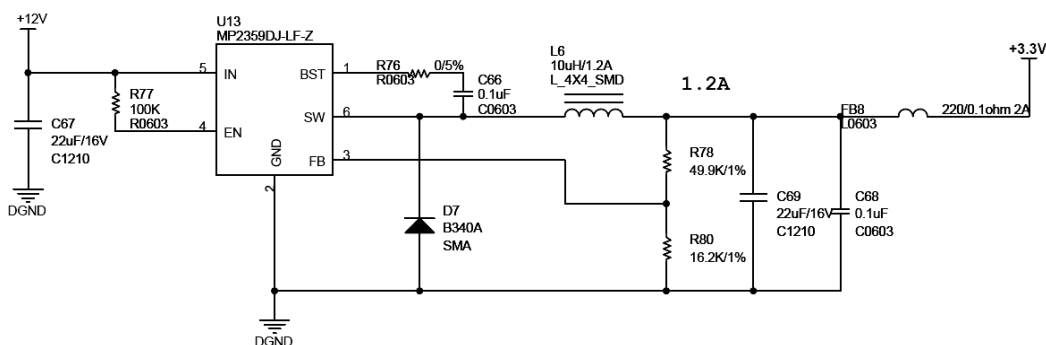 +12V
U13
MP2359DJ-LF-Z
5
IN
BST
1
R76
0/5%
R0603
C66
0.1uF
C0603
L6
10uH/1.2A
L_4X4_SMD
1.2A
+3.3V
R77
100K
R0603
4
EN
SW
6
FB8
L0603
220/0.1ohm 2A
C67
22uF/16V
C1210
GND
2
FB
3
R78
49.9K/1%
DGND
D7
B340A
SMA
R80
16.2K/1%
C69
22uF/16V
C1210
C68
0.1uF
C0603
DGND